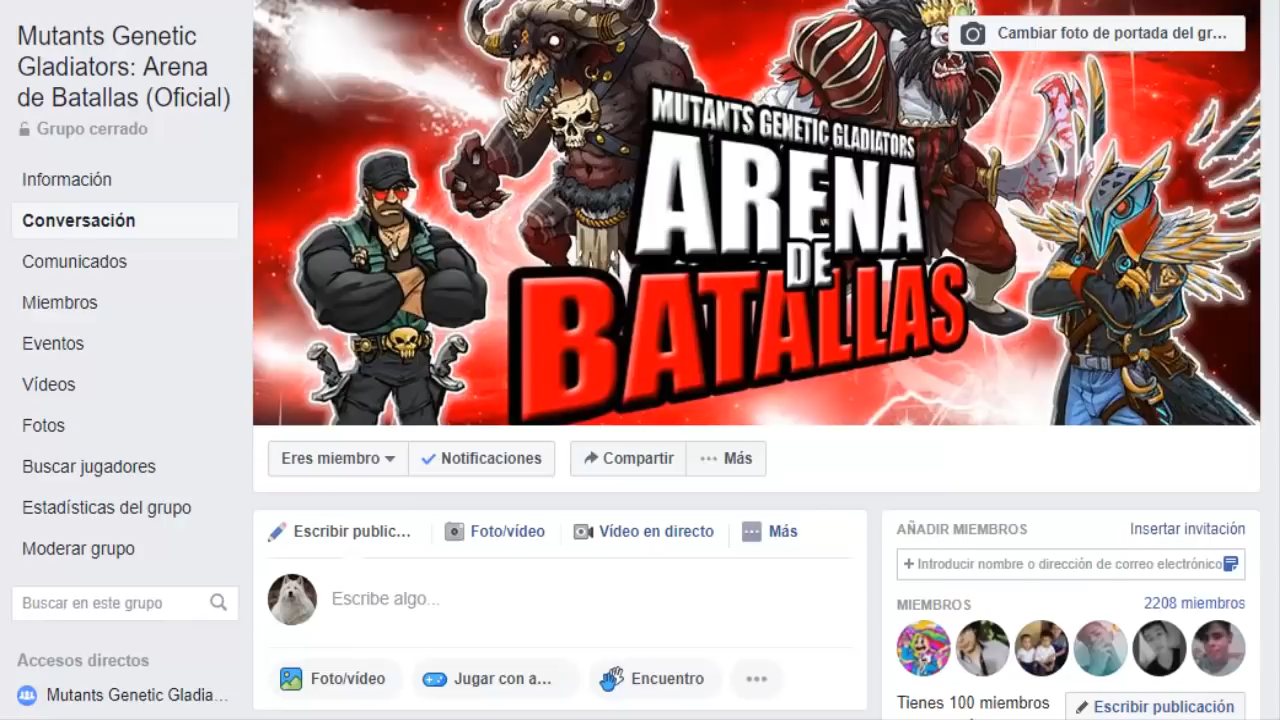 Mutants Genetic
Gladiators: Arena
de Batallas (Oficial)
Grupo cerrado
Información
Conversación
Comunicados
Miembros
Eventos
Vídeos
Fotos
Buscar jugadores
Estadísticas del grupo
Moderar grupo
Buscar en este grupo
Accesos directos
Mutants Genetic Gladia...
Cambiar foto de portada del gr...
MUTANTS GENETIC GLADIATORS
ARENA
DE
BATALLAS
Eres miembro
Notificaciones
Compartir
Más
Escribir public...
Foto/vídeo
Vídeo en directo
Más
Escribe algo...
Foto/vídeo
Jugar con a...
Encuentro
AÑADIR MIEMBROS
Insertar invitación
+ Introducir nombre o dirección de correo electrónico
MIEMBROS
2208 miembros
Tienes 100 miembros
Escribir publicación